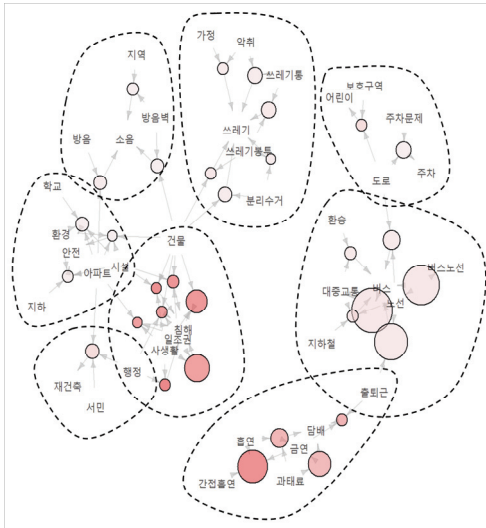 지역
방음벽
방음
소음
가정
악취
쓰레기통
쓰레기
쓰레기통투
분리수거
보호구역
어린이
주차문제
도로
주차
학교
환경
안전
아파트
시설
지하
건물
침해
일조권
사생활
행정
재건축
서민
환승
버스노선
대중교통
버스
노선
지하철
출퇴근
담배
흡연
금연
간접흡연
과태료